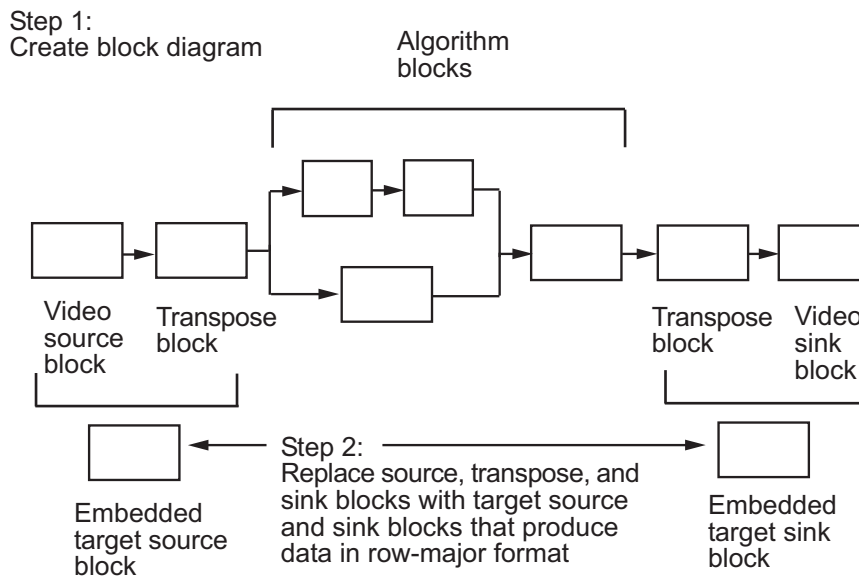 Step 1:
Create block diagram
Algorithm
blocks
Video
source
block
Transpose
block
Transpose
block
Video
sink
block
Step 2:
Replace source, transpose, and
sink blocks with target source
and sink blocks that produce
data in row-major format
Embedded
target source
block
Embedded
target sink
block